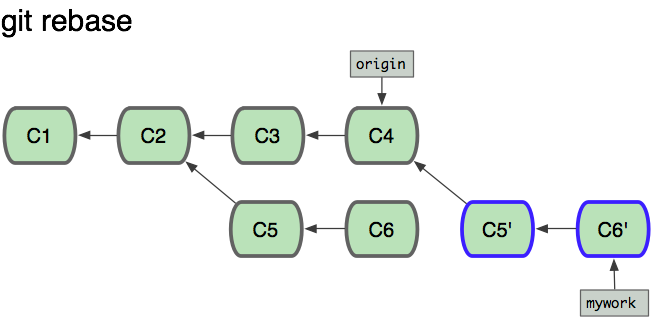 git rebase
origin
C1 C2 C3 C4
C5 C6 C5' C6'
mywork